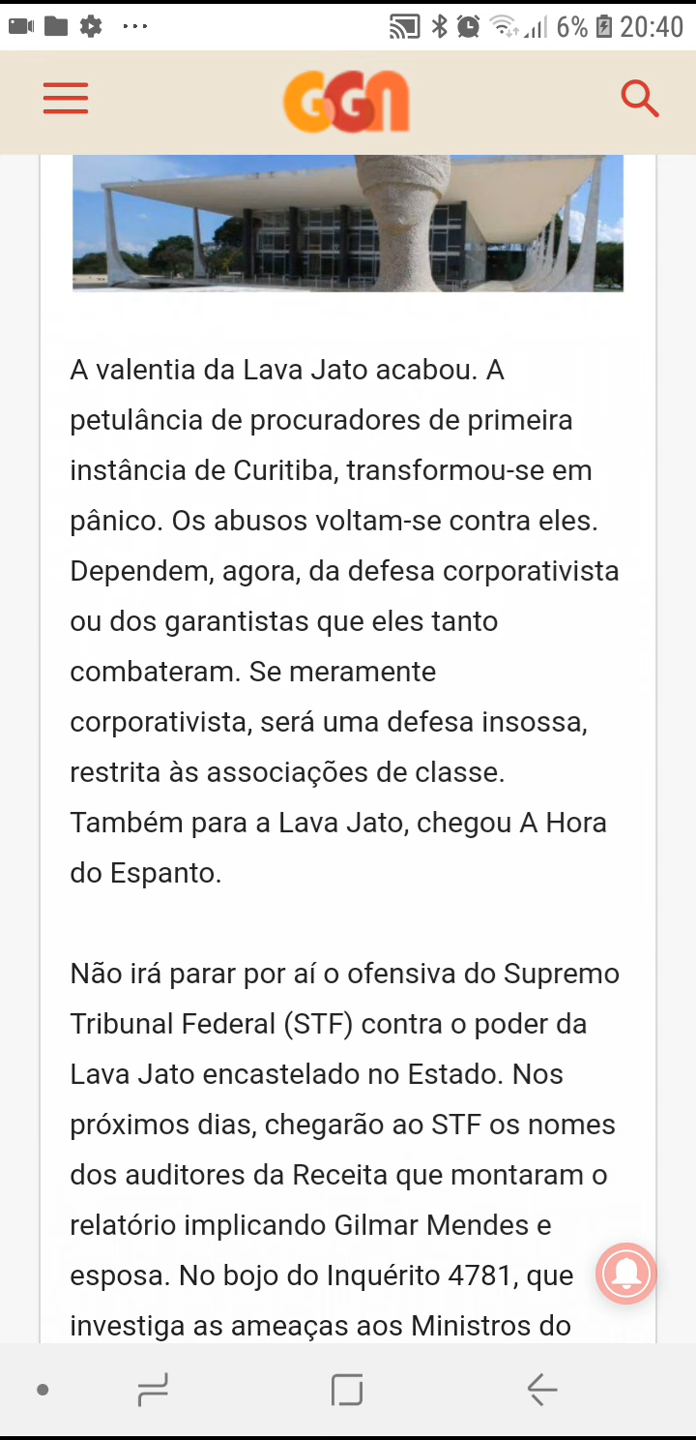 6% 20:40
GGN
A valentia da Lava Jato acabou. A
petulância de procuradores de primeira
instância de Curitiba, transformou-se em
pânico. Os abusos voltam-se contra eles.
Dependem, agora, da defesa corporativista
ou dos garantistas que eles tanto
combateram. Se meramente
corporativista, será uma defesa insossa,
restrita às associações de classe.
Também para a Lava Jato, chegou A Hora
do Espanto.
Não irá parar por aí o ofensiva do Supremo
Tribunal Federal (STF) contra o poder da
Lava Jato encastelado no Estado. Nos
próximos dias, chegarão ao STF os nomes
dos auditores da Receita que montaram o
relatório implicando Gilmar Mendes e
esposa. No bojo do Inquérito 4781, que
investiga as ameaças aos Ministros do